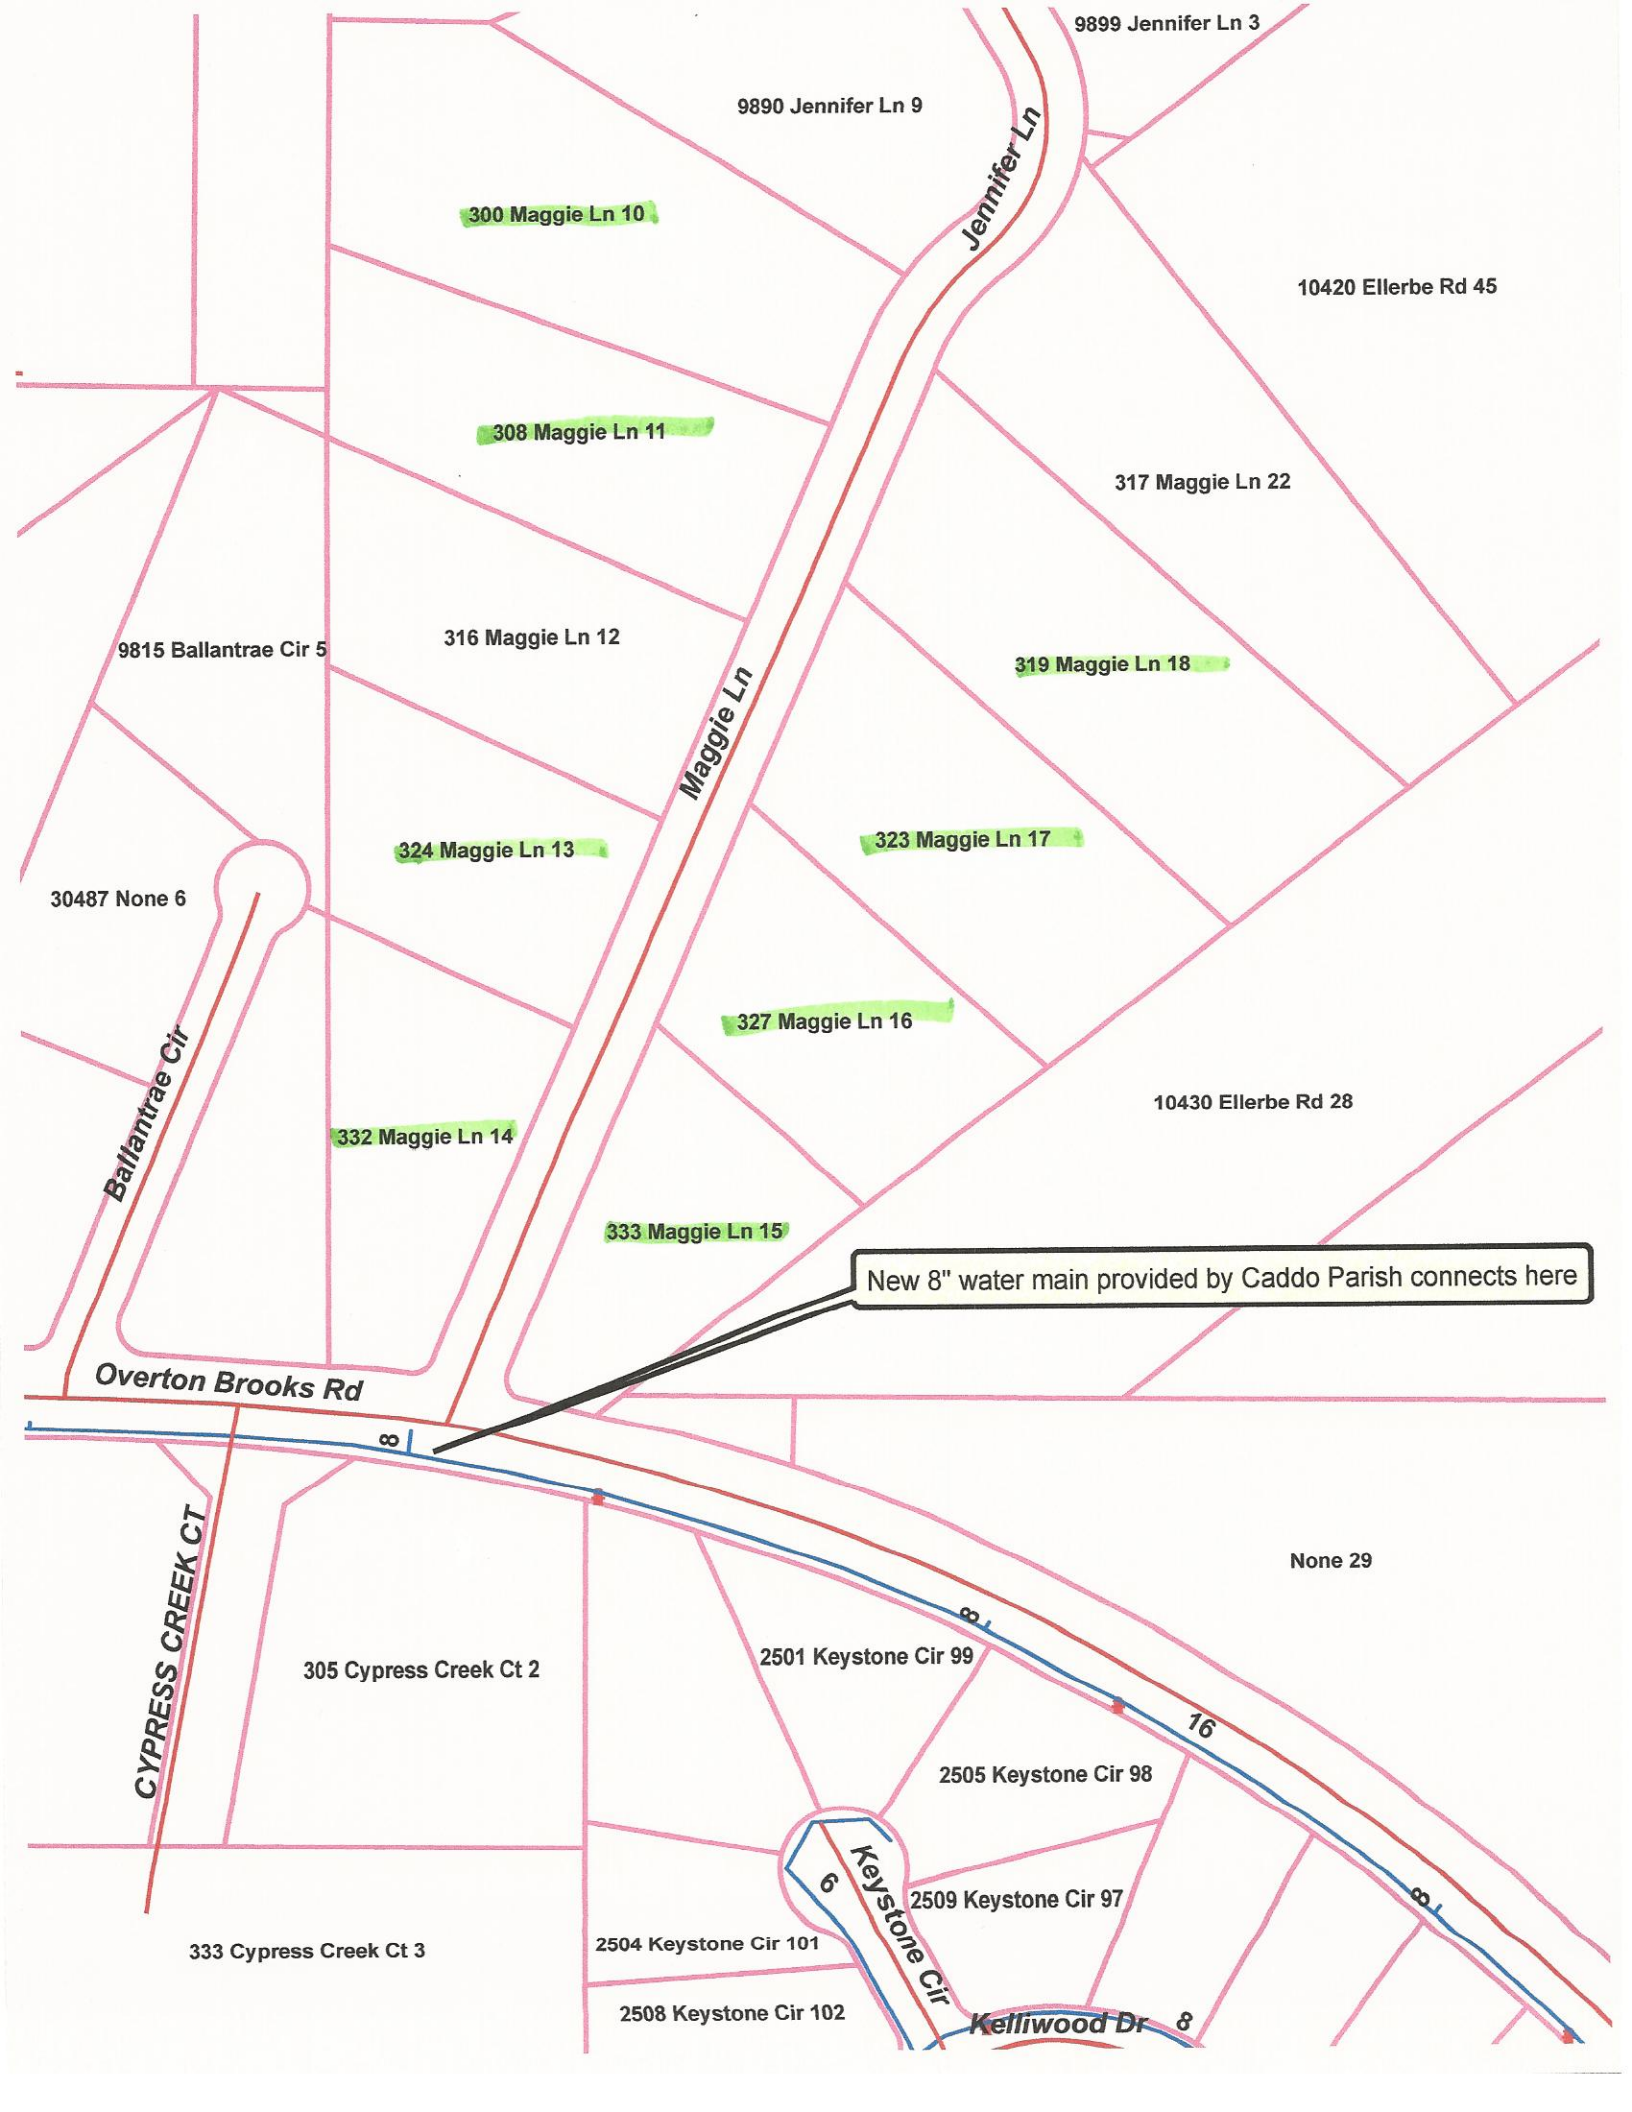 9899 Jennifer Ln 3
9890 Jennifer Ln 9
Jennifer Ln
300 Maggie Ln 10
10420 Ellerbe Rd 45
308 Maggie Ln 11
317 Maggie Ln 22
316 Maggie Ln 12
9815 Ballantrae Cir 5
319 Maggie Ln 18
Maggie Ln
324 Maggie Ln 13
323 Maggie Ln 17
30487 None 6
327 Maggie Ln 16
Ballantrae Cir
10430 Ellerbe Rd 28
332 Maggie Ln 14
333 Maggie Ln 15
New 8" water main provided by Caddo Parish connects here
Overton Brooks Rd
8
None 29
CYPRESS CREEK CT
8
2501 Keystone Cir 99
305 Cypress Creek Ct 2
16
2505 Keystone Cir 98
6
Keystone Cir
2509 Keystone Cir 97
8
333 Cypress Creek Ct 3
2504 Keystone Cir 101
2508 Keystone Cir 102
Kelliwood Dr
8